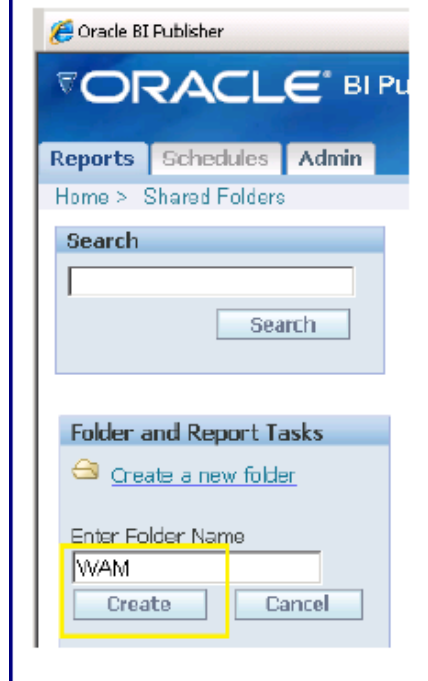 Oracle BI Publisher
ORACLE® BI Pu
Reports Schedules Admin
Home > Shared Folders
Search
Search
Folder and Report Tasks
Create a new folder
Enter Folder Name
WAM
Create Cancel